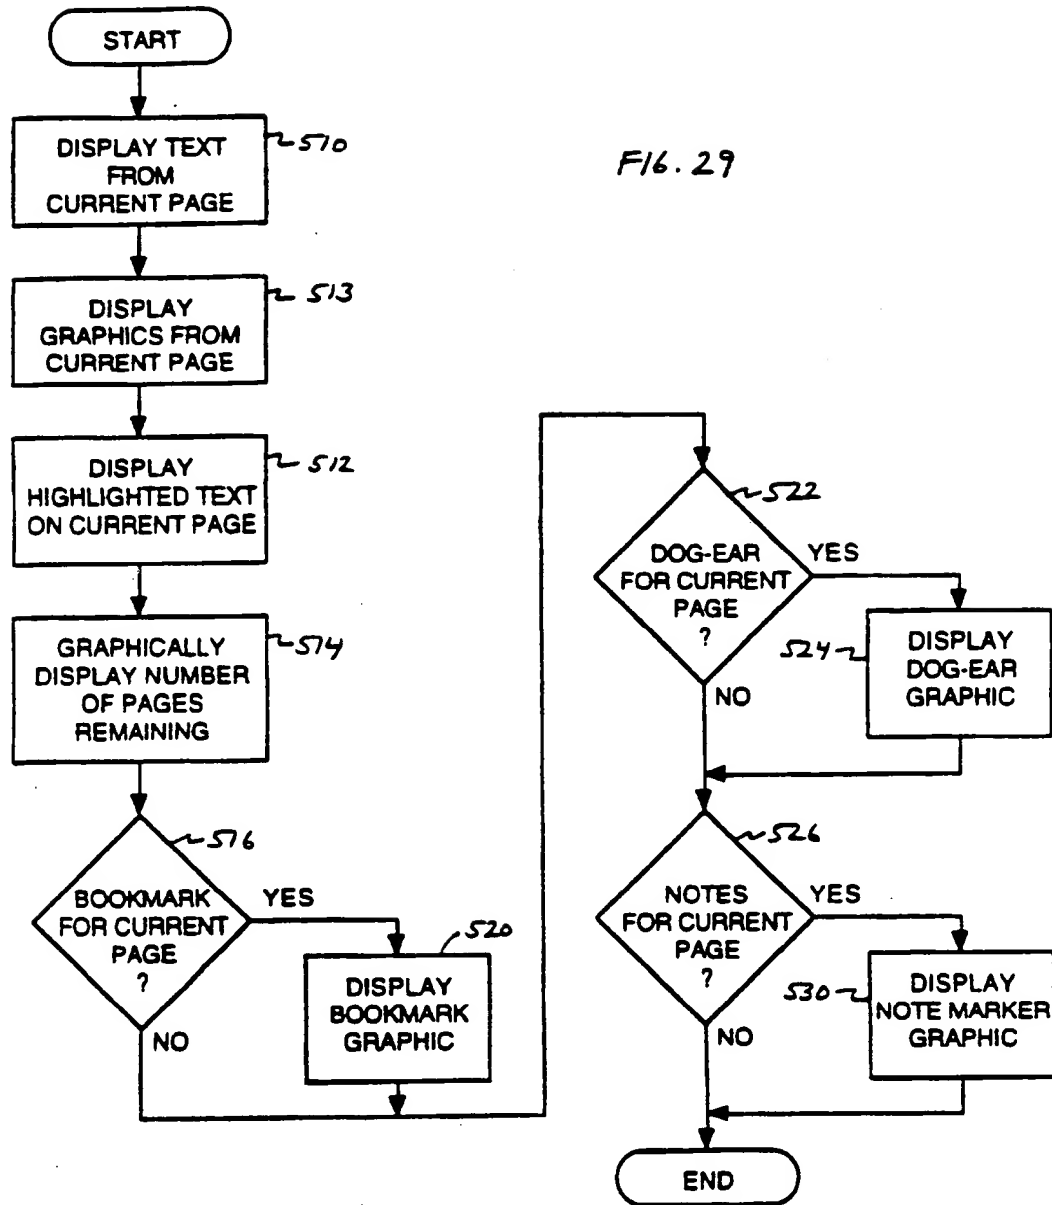 START
DISPLAY TEXT
FROM
CURRENT PAGE
510
FIG. 29
DISPLAY
GRAPHICS FROM
CURRENT PAGE
513
DISPLAY
HIGHLIGHTED TEXT
ON CURRENT PAGE
512
GRAPHICALLY
DISPLAY NUMBER
OF PAGES
REMAINING
514
BOOKMARK
FOR CURRENT
PAGE
?
516
YES
NO
520
DISPLAY
BOOKMARK
GRAPHIC
522
DOG-EAR
FOR CURRENT
PAGE
?
YES
NO
524
DISPLAY
DOG-EAR
GRAPHIC
526
NOTES
FOR CURRENT
PAGE
?
YES
NO
530
DISPLAY
NOTE MARKER
GRAPHIC
END